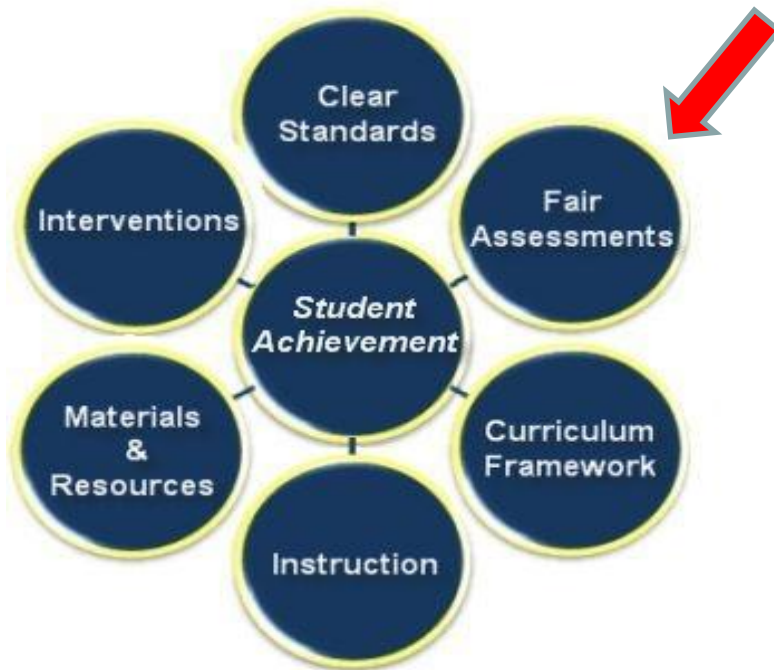 Clear
Standards
Fair
Assessments
Interventions
Student
Achievement
Materials
&
Resources
Curriculum
Framework
Instruction